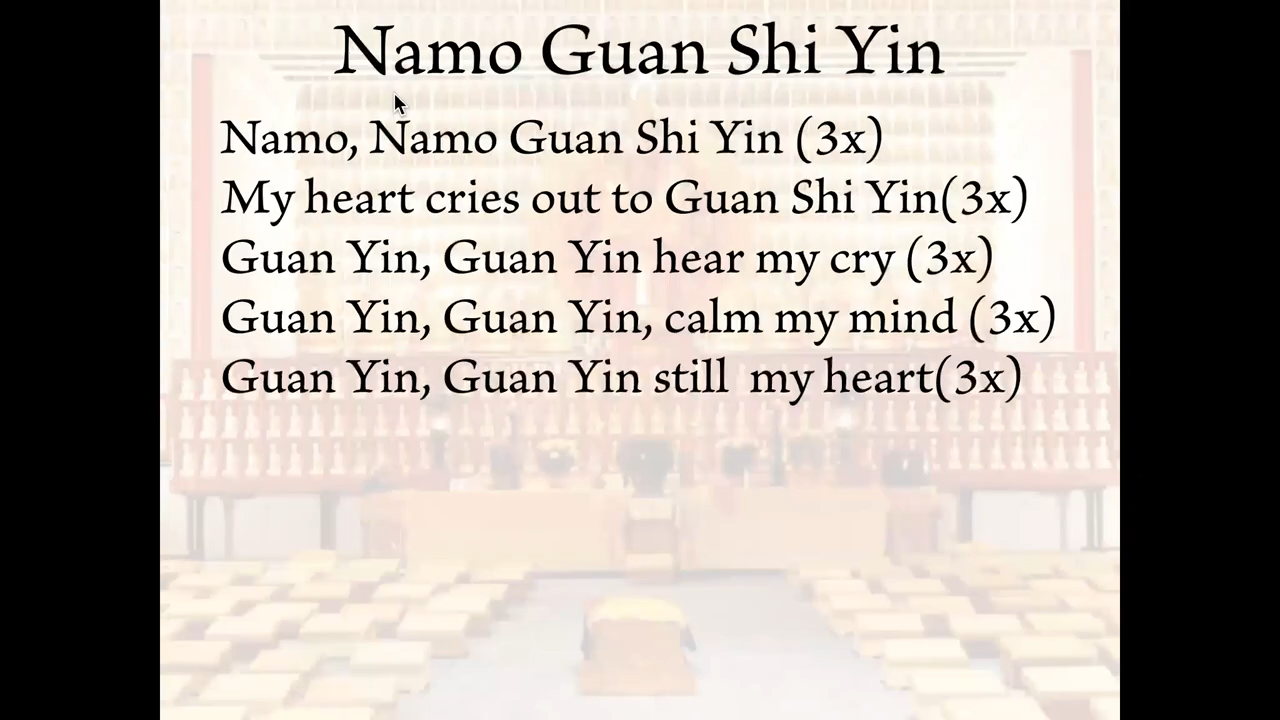 Namo Guan Shi Yin
Namo, Namo Guan Shi Yin (3x)
My heart cries out to Guan Shi Yin(3x)
Guan Yin, Guan Yin hear my cry (3x)
Guan Yin, Guan Yin, calm my mind (3x)
Guan Yin, Guan Yin still  my heart(3x)